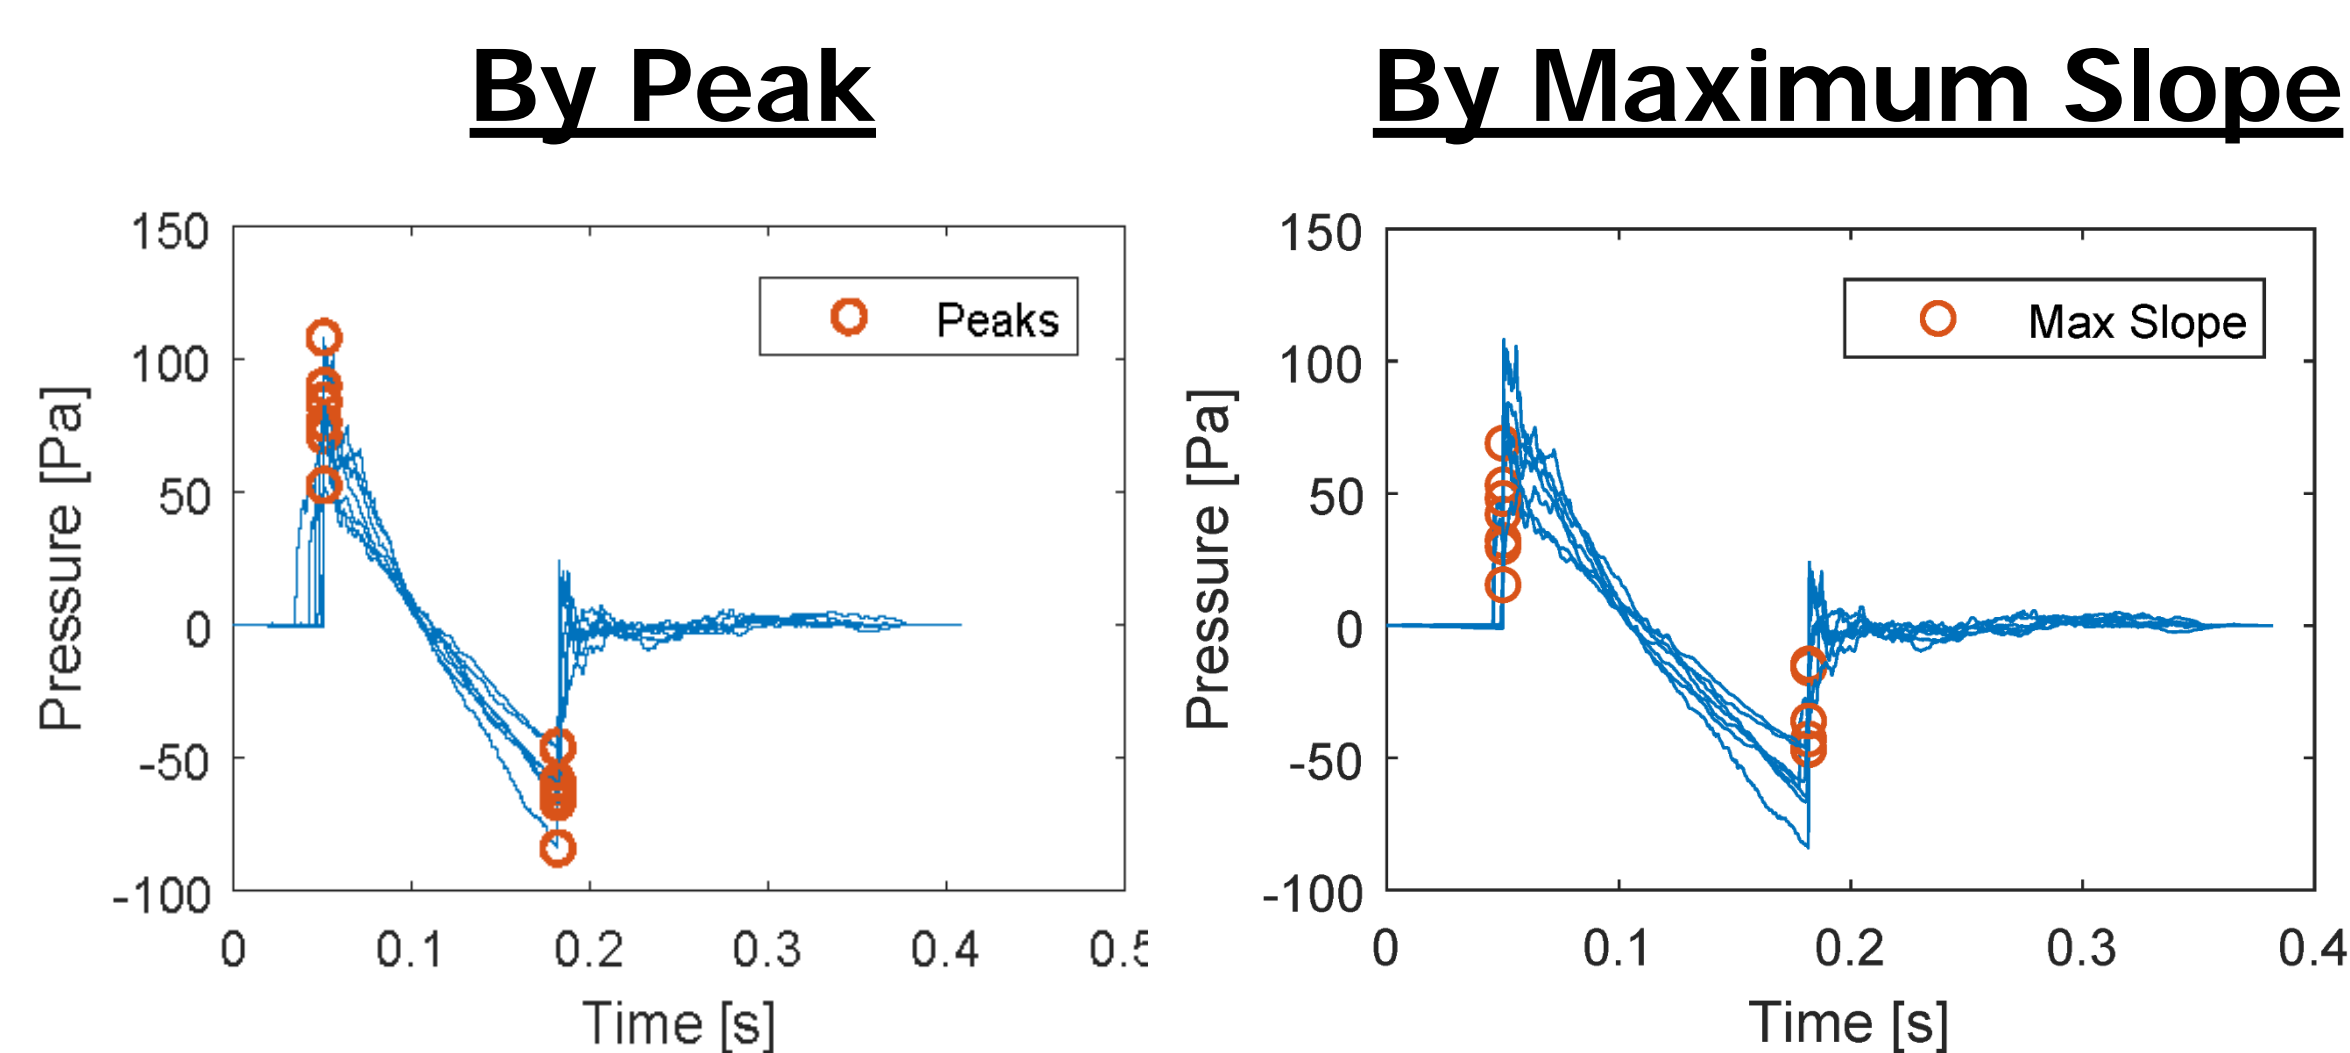 By Peak
By Maximum Slope
150
100
50
0
-50
-100
Pressure [Pa]
Peaks
0 0.1 0.2 0.3 0.4 0.5
Time [s]
150
100
50
0
-50
-100
Pressure [Pa]
Max Slope
0 0.1 0.2 0.3 0.4
Time [s]